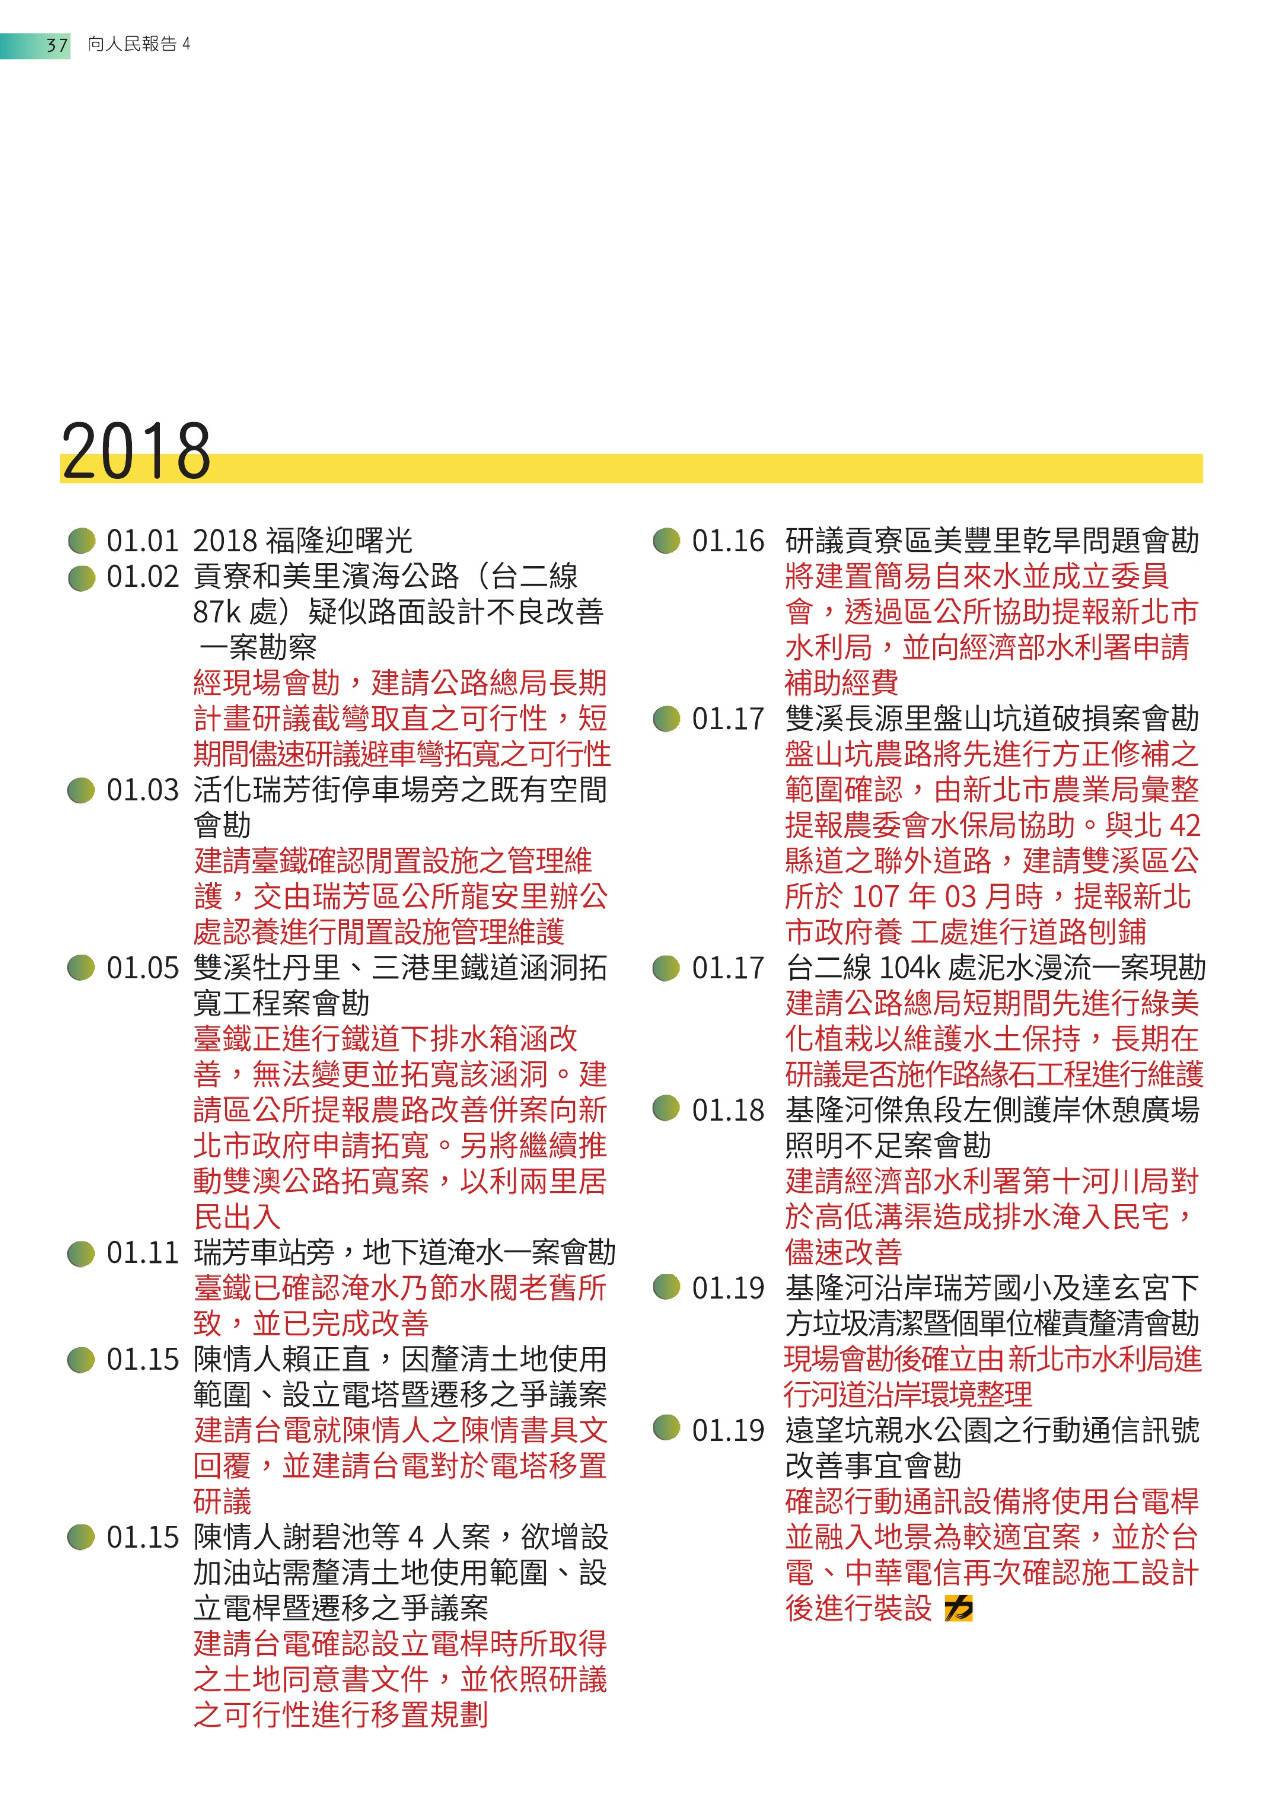 37 向人民報告 4
2018
01.01 2018 福隆迎曙光
01.02 貢寮和美里濱海公路（台二線
87k 處）疑似路面設計不良改善
一案勘察
經現場會勘，建請公路總局長期
計畫研議截彎取直之可行性，短
期間儘速研議避車彎拓寬之可行性
01.03 活化瑞芳街停車場旁之既有空間
會勘
建請臺鐵確認閒置設施之管理維
護，交由瑞芳區公所龍安里辦公
處認養進行閒置設施管理維護
01.05 雙溪牡丹里、三港里鐵道涵洞拓
寬工程案會勘
臺鐵正進行鐵道下排水箱涵改
善，無法變更並拓寬該涵洞。建
請區公所提報農路改善併案向新
北市政府申請拓寬。另將繼續推
動雙澳公路拓寬案，以利兩里居
民出入
01.11 瑞芳車站旁，地下道淹水一案會勘
臺鐵已確認淹水乃節水閥老舊所
致，並已完成改善
01.15 陳情人賴正直，因釐清土地使用
範圍、設立電塔暨遷移之爭議案
建請台電就陳情人之陳情書具文
回覆，並建請台電對於電塔移置
研議
01.15 陳情人謝碧池等 4 人案，欲增設
加油站需釐清土地使用範圍、設
立電桿暨遷移之爭議案
建請台電確認設立電桿時所取得
之土地同意書文件，並依照研議
之可行性進行移置規劃
01.16 研議貢寮區美豐里乾旱問題會勘
將建置簡易自來水並成立委員
會，透過區公所協助提報新北市
水利局，並向經濟部水利署申請
補助經費
01.17 雙溪長源里盤山坑道破損案會勘
盤山坑農路將先進行方正修補之
範圍確認，由新北市農業局彙整
提報農委會水保局協助。與北 42
縣道之聯外道路，建請雙溪區公
所於 107 年 03 月時，提報新北
市政府養 工處進行道路刨鋪
01.17 台二線 104k 處泥水漫流一案現勘
建請公路總局短期間先進行綠美
化植栽以維護水土保持，長期在
研議是否施作路緣石工程進行維護
01.18 基隆河傑魚段左側護岸休憩廣場
照明不足案會勘
建請經濟部水利署第十河川局對
於高低溝渠造成排水淹入民宅，
儘速改善
01.19 基隆河沿岸瑞芳國小及達玄宮下
方垃圾清潔暨個單位權責釐清會勘
現場會勘後確立由新北市水利局進
行河道沿岸環境整理
01.19 遠望坑親水公園之行動通信訊號
改善事宜會勘
確認行動通訊設備將使用台電桿
並融入地景為較適宜案，並於台
電、中華電信再次確認施工設計
後進行裝設